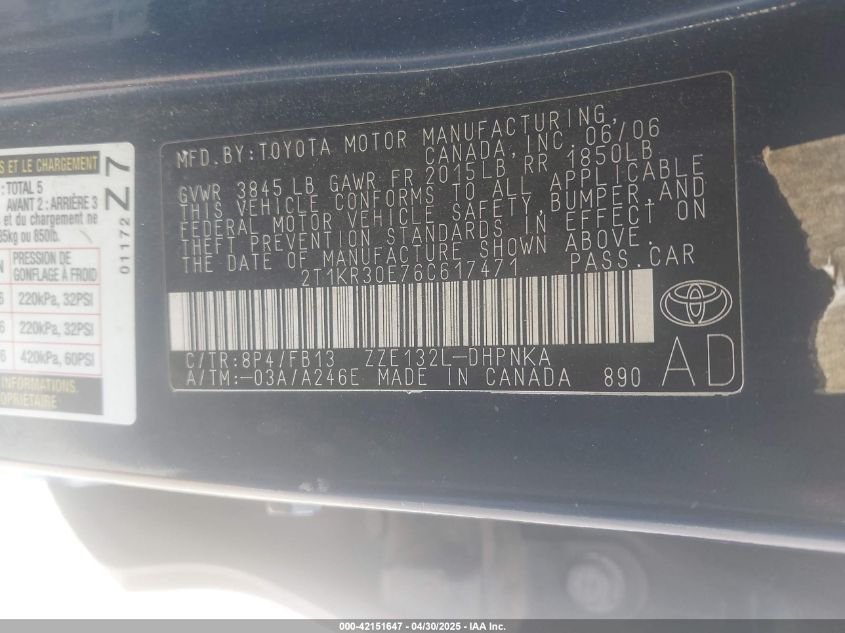 S ET LE CHARGEMENT
: TOTAL 5
AVANT 2 : ARRIÈRE 3
s et du chargement ne
85kg ou 850lb.
PRESSION DE
GONFLAGE À FROID
220kPa, 32PSI
220kPa, 32PSI
420kPa, 60PSI
D'INFORMATIONS
PROPRIÉTAIRE
Z7
01172
MFD. BY: TOYOTA MOTOR MANUFACTURING,
CANADA, INC. 06/06
GVWR 3845 LB GAWR FR 2015LB RR 1850LB
THIS VEHICLE CONFORMS TO ALL APPLICABLE
FEDERAL MOTOR VEHICLE SAFETY, BUMPER, AND
THEFT PREVENTION STANDARDS IN EFFECT ON
THE DATE OF MANUFACTURE SHOWN ABOVE.
2T1KR30E76C617471 PASS. CAR
C/TR: 8P4/FB13 ZZE132L-DHPNKA
A/TM:-03A/A246E MADE IN CANADA 890
AD
000-42151647 - 04/30/2025 - IAA Inc.